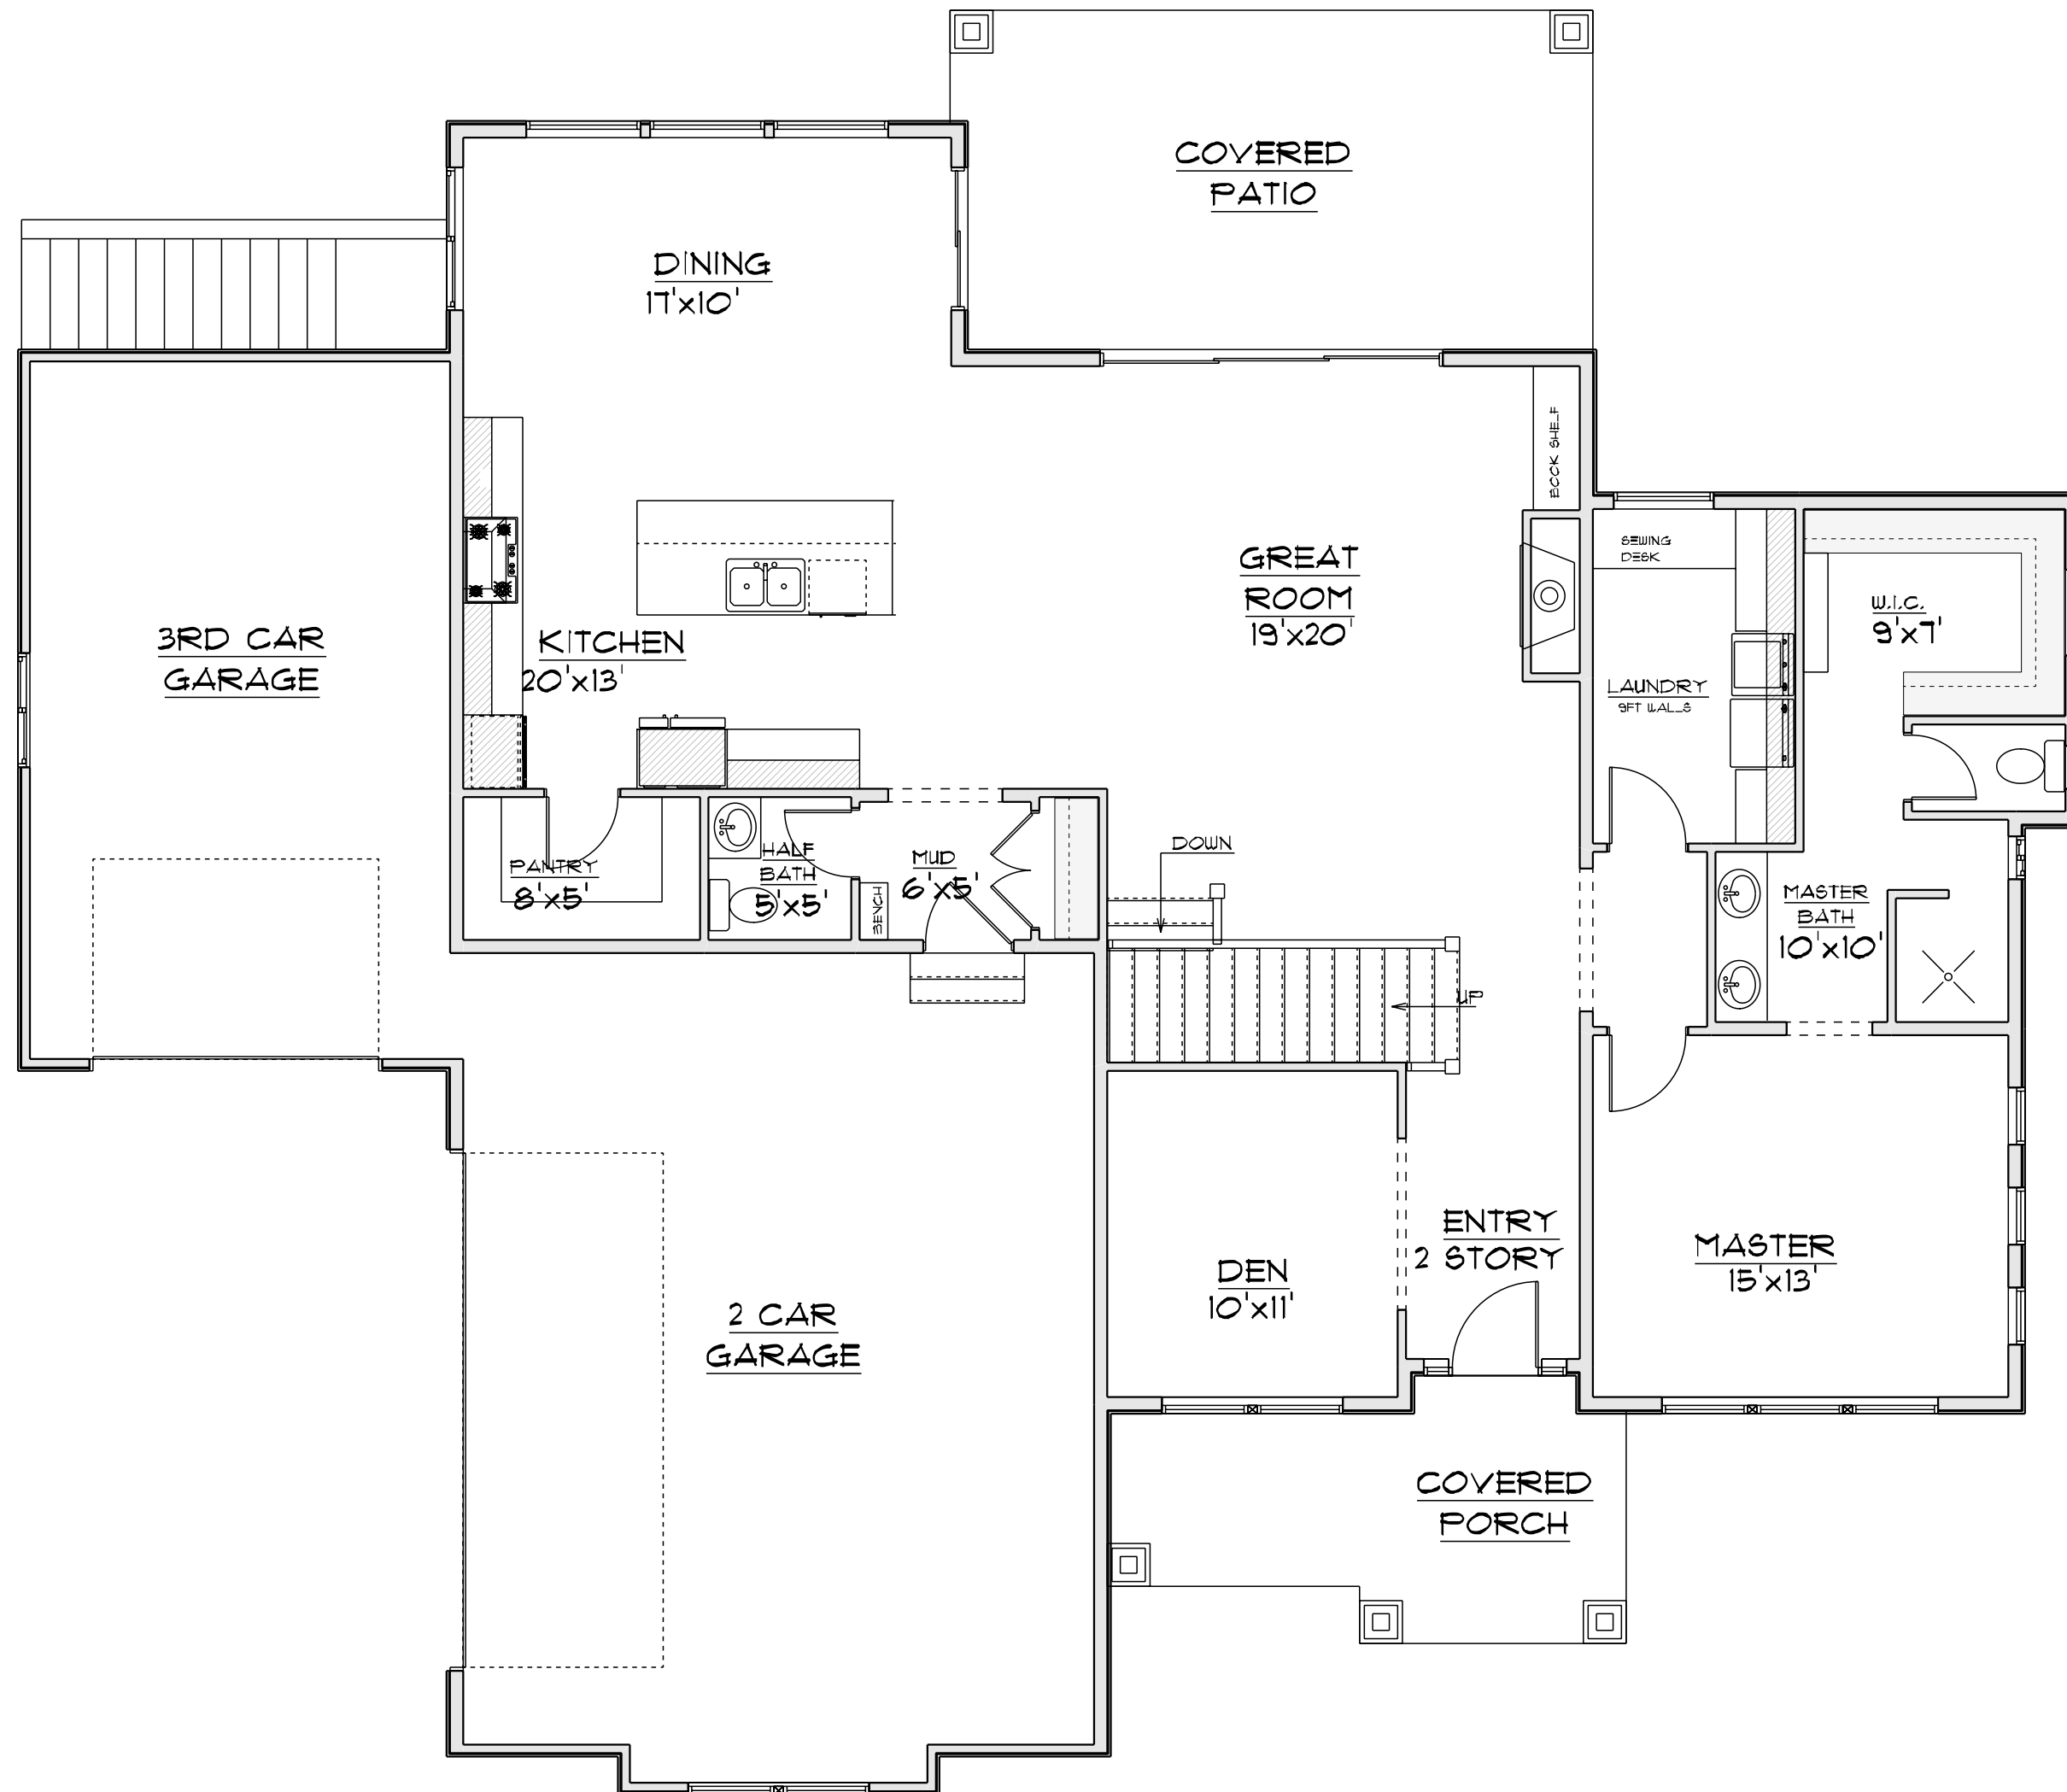 COVERED
PATIO
DINING
17'x10'
BOOK SHELF
SEWING
DESK
GREAT
ROOM
19'x20'
W.I.C.
9'x7'
3RD CAR
GARAGE
KITCHEN
20'x13'
LAUNDRY
9FT WALLS
DOWN
PANTRY
8'x5'
HALF
BATH
5'x5'
BENCH
MUD
6'x5'
MASTER
BATH
10'x10'
UP
ENTRY
2 STORY
MASTER
15'x13'
DEN
10'x11'
2 CAR
GARAGE
COVERED
PORCH